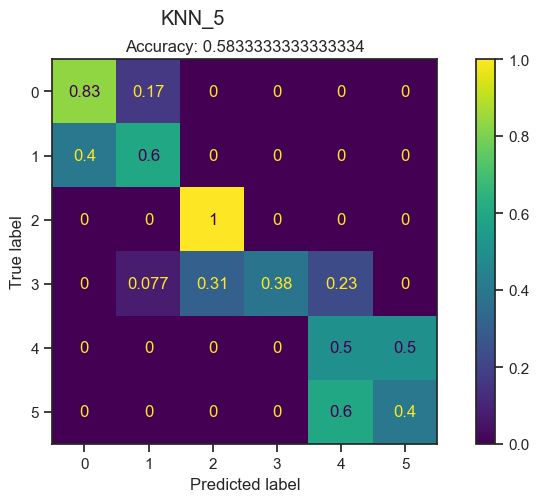 KNN_5
Accuracy: 0.5833333333333334
1.0
0 0.83 0.17 0 0 0 0
0.8
1 0.4 0.6 0 0 0 0
2 0 0 1 0 0 0
0.6
True label
3 0 0.077 0.31 0.38 0.23 0
0.4
4 0 0 0 0 0.5 0.5
0.2
5 0 0 0 0 0.6 0.4
0.0
0 1 2 3 4 5
Predicted label